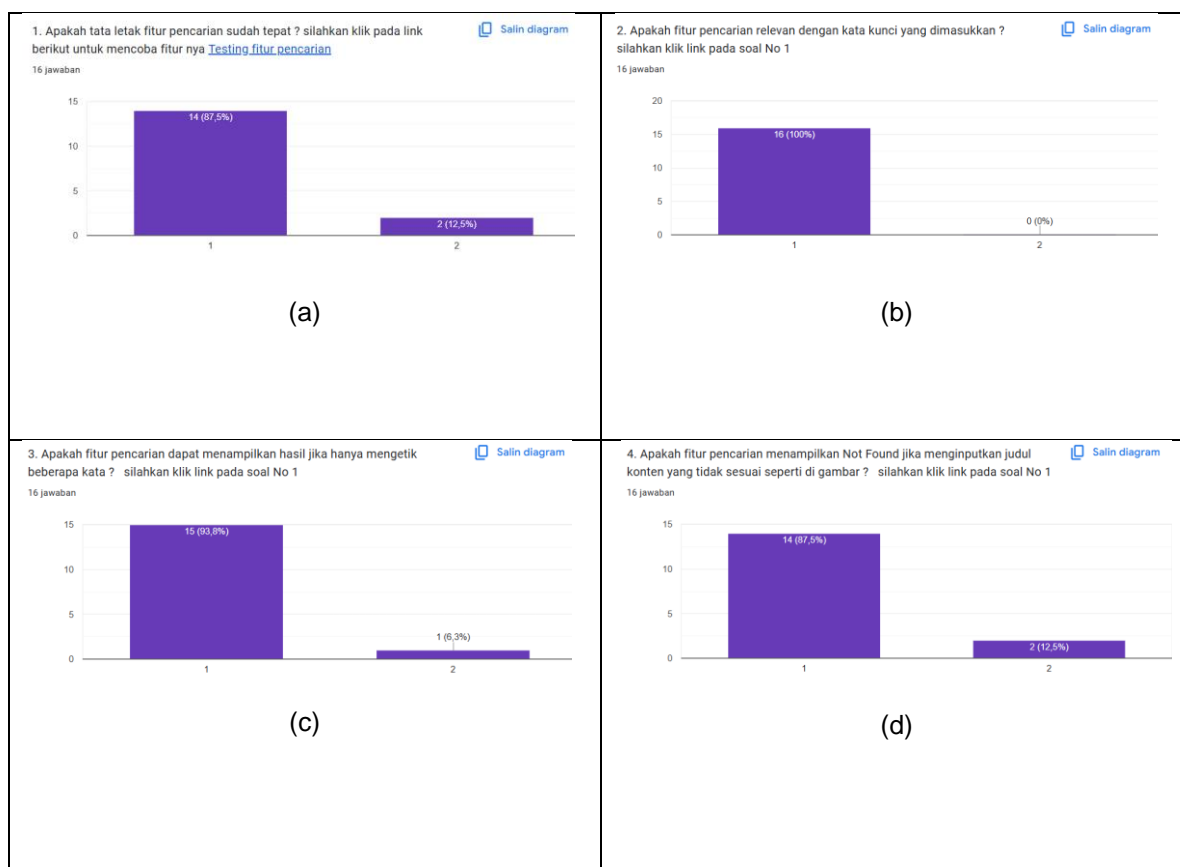 1. Apakah tata letak fitur pencarian sudah tepat ? silahkan klik pada link
berikut untuk mencoba fitur nya Testing fitur pencarian
Salin diagram
16 jawaban
15
10
5
0
14 (87,5%)
2 (12,5%)
1
2
(a)
2. Apakah fitur pencarian relevan dengan kata kunci yang dimasukkan ?
silahkan klik link pada soal No 1
Salin diagram
16 jawaban
20
15
10
5
0
16 (100%)
0 (0%)
1
2
(b)
3. Apakah fitur pencarian dapat menampilkan hasil jika hanya mengetik
beberapa kata ? silahkan klik link pada soal No 1
Salin diagram
16 jawaban
15
10
5
0
15 (93,8%)
1 (6,3%)
1
2
(c)
4. Apakah fitur pencarian menampilkan Not Found jika menginputkan judul
konten yang tidak sesuai seperti di gambar ? silahkan klik link pada soal No 1
Salin diagram
16 jawaban
15
10
5
0
14 (87,5%)
2 (12,5%)
1
2
(d)